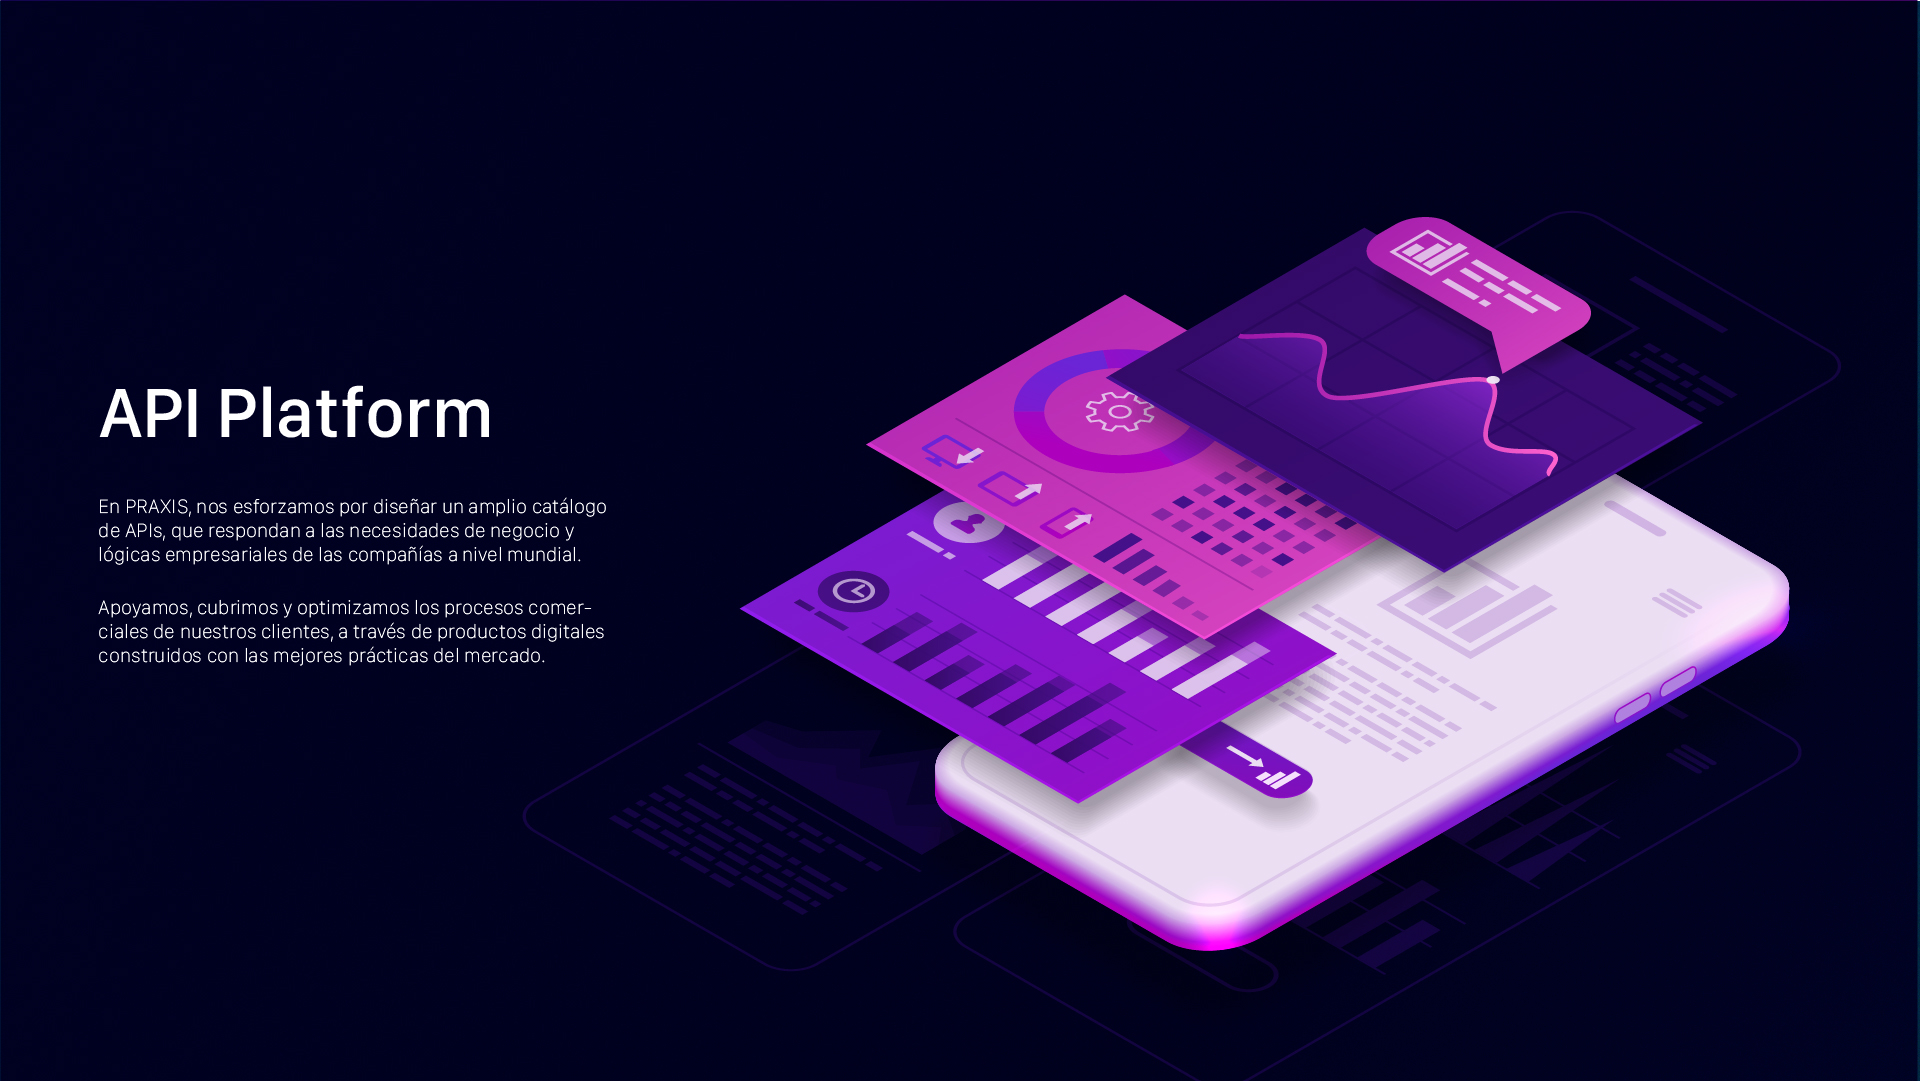 API Platform
En PRAXIS, nos esforzamos por diseñar un amplio catálogo
de APIs, que respondan a las necesidades de negocio y
lógicas empresariales de las compañías a nivel mundial.
Apoyamos, cubrimos y optimizamos los procesos comer-
ciales de nuestros clientes, a través de productos digitales
construidos con las mejores prácticas del mercado.